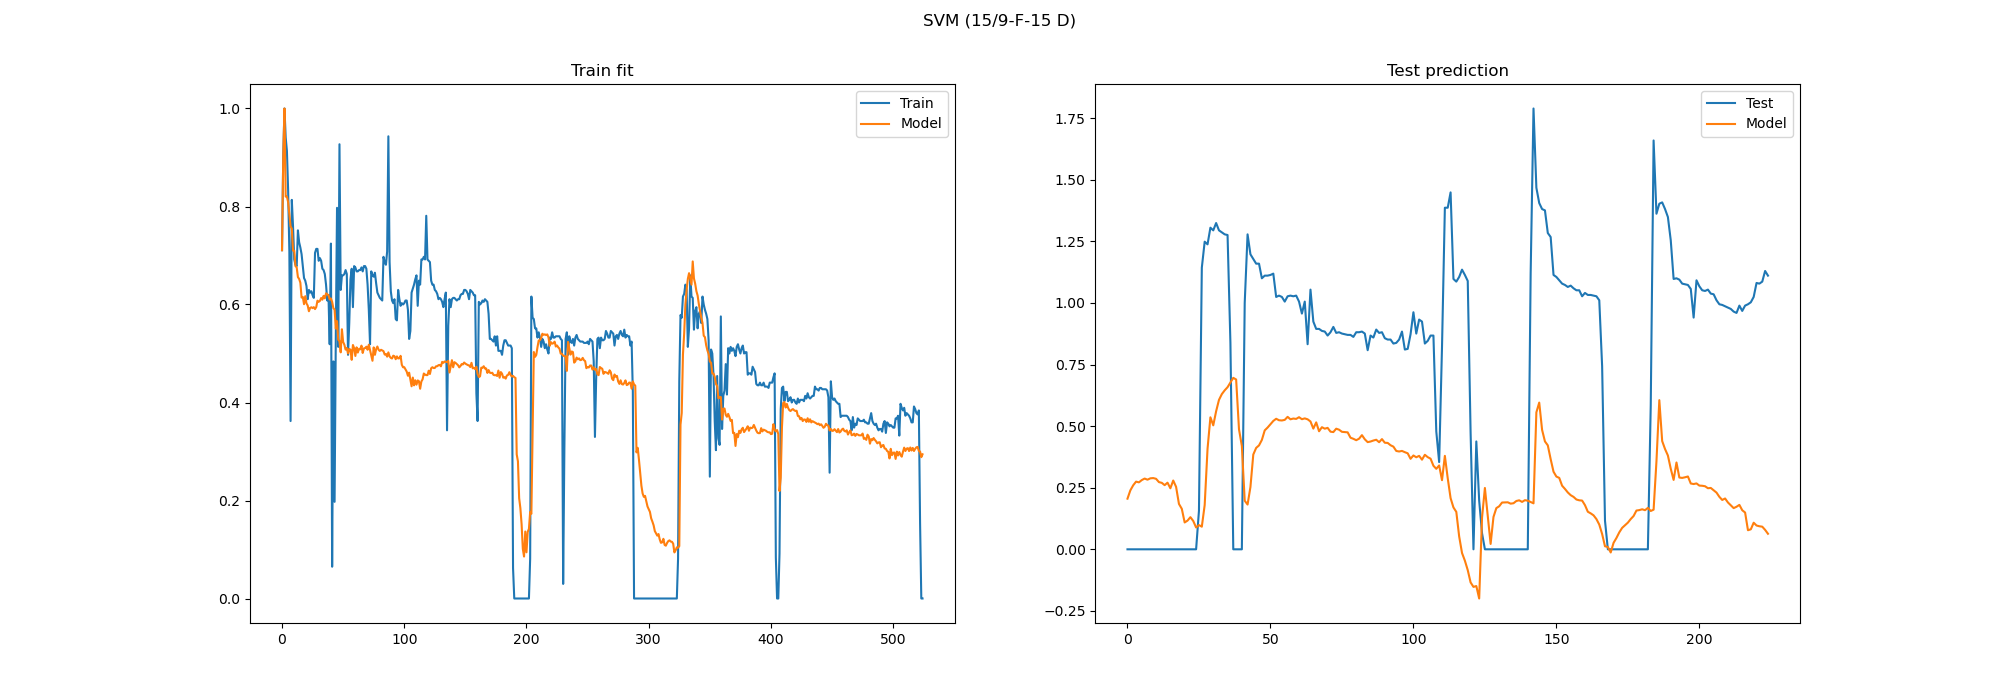 SVM (15/9-F-15 D)
Train fit
Train
Model
1.0
0.8
0.6
0.4
0.2
0.0
0 100 200 300 400 500
Test prediction
Test
Model
1.75
1.50
1.25
1.00
0.75
0.50
0.25
0.00
−0.25
0 50 100 150 200